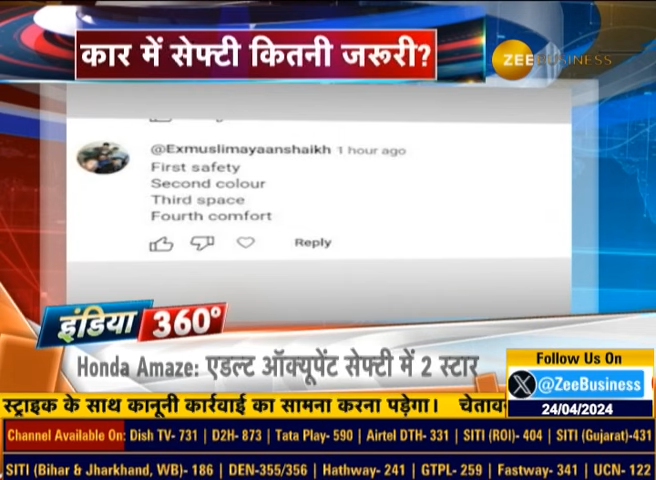 कार में सेफ्टी कितनी जरूरी?
ZEE BUSINESS
@Exmuslimayaanshaikh 1 hour ago
First safety
Second colour
Third space
Fourth comfort
Reply
इंडिया 360°
Honda Amaze: एडल्ट ऑक्यूपेंट सेफ्टी में 2 स्टार
Follow Us On
X @ZeeBusiness
24/04/2024
स्ट्राइक के साथ कानूनी कार्रवाई का सामना करना पड़ेगा। चेताव
Channel Available On: Dish TV- 731 | D2H- 873 | Tata Play- 590 | Airtel DTH- 331 | SITI (ROI)- 404 | SITI (Gujarat)-431
SITI (Bihar & Jharkhand, WB)- 186 | DEN-355/356 | Hathway- 241 | GTPL- 259 | Fastway- 341 | UCN- 122